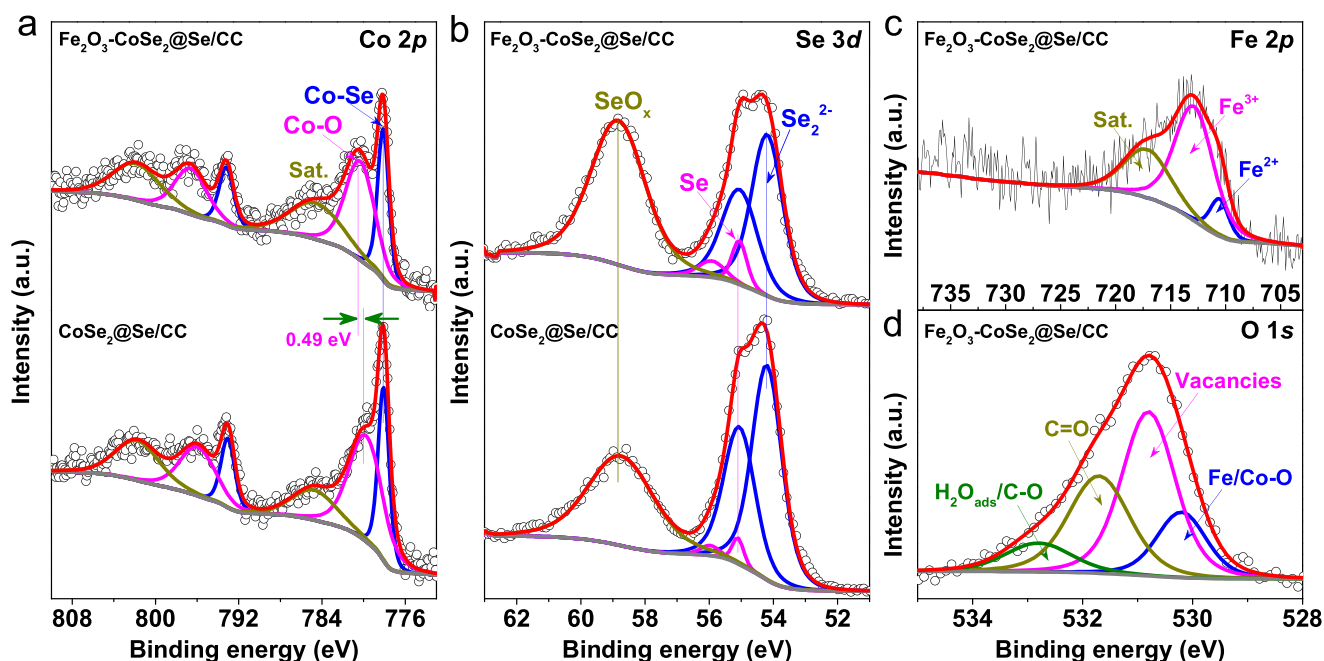 a
Fe₂O₃-CoSe₂@Se/CC
Co 2p
Co-Se
Co-O
Sat.
CoSe₂@Se/CC
0.49 eV
Intensity (a.u.)
808 800 792 784 776
Binding energy (eV)
b
Fe₂O₃-CoSe₂@Se/CC
Se 3d
SeOₓ
Se₂²⁻
Se
CoSe₂@Se/CC
Intensity (a.u.)
62 60 58 56 54 52
Binding energy (eV)
c
Fe₂O₃-CoSe₂@Se/CC
Fe 2p
Fe³⁺
Sat.
Fe²⁺
Intensity (a.u.)
735 730 725 720 715 710 705
d
Fe₂O₃-CoSe₂@Se/CC
O 1s
Vacancies
C=O
H₂Oₐdₛ/C-O
Fe/Co-O
Intensity (a.u.)
534 532 530 528
Binding energy (eV)